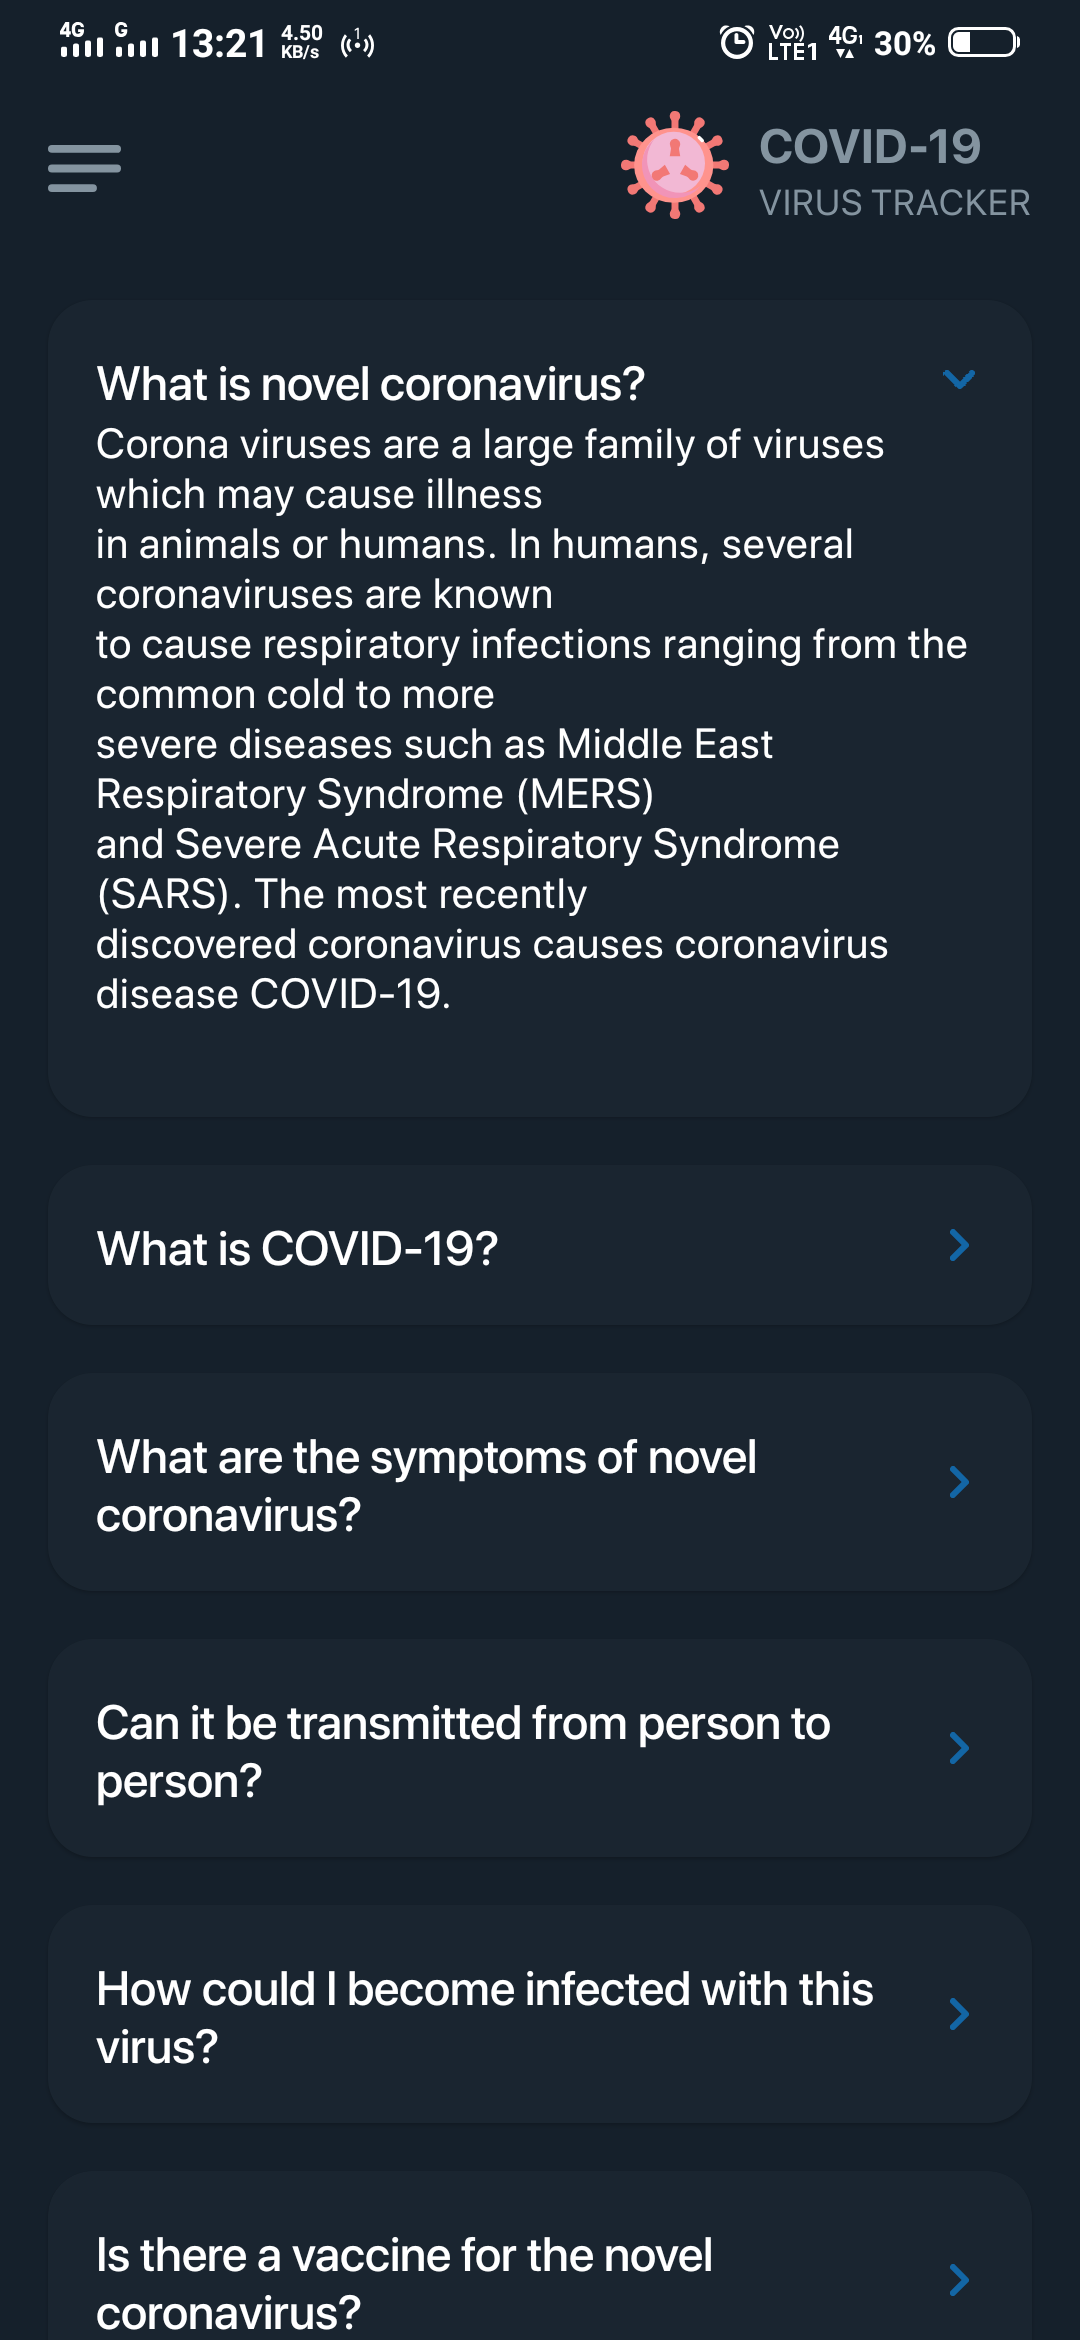 4G G 13:21 4.50 KB/s 1 VoLTE1 4G1 30%
COVID-19
VIRUS TRACKER
What is novel coronavirus?
Corona viruses are a large family of viruses
which may cause illness
in animals or humans. In humans, several
coronaviruses are known
to cause respiratory infections ranging from the
common cold to more
severe diseases such as Middle East
Respiratory Syndrome (MERS)
and Severe Acute Respiratory Syndrome
(SARS). The most recently
discovered coronavirus causes coronavirus
disease COVID-19.
What is COVID-19?
What are the symptoms of novel
coronavirus?
Can it be transmitted from person to
person?
How could I become infected with this
virus?
Is there a vaccine for the novel
coronavirus?